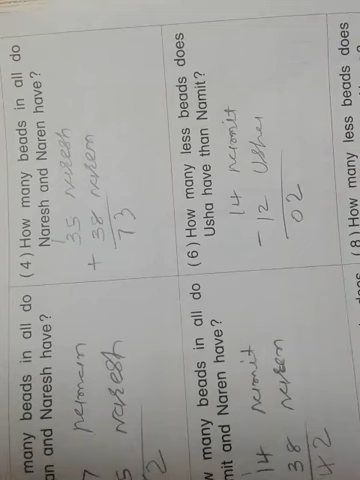 (4) How many beads in all do
Naresh and Naren have?
1
35 naresh
+ 38 naren
73
(6) How many less beads does
Usha have than Namit?
14 namit
- 12 Usha
02
many beads in all do
an and Naresh have?
7
5 naresh
2
w many beads in all do
mit and Naren have?
14 namit
38 naren
42
(8) How many less beads does